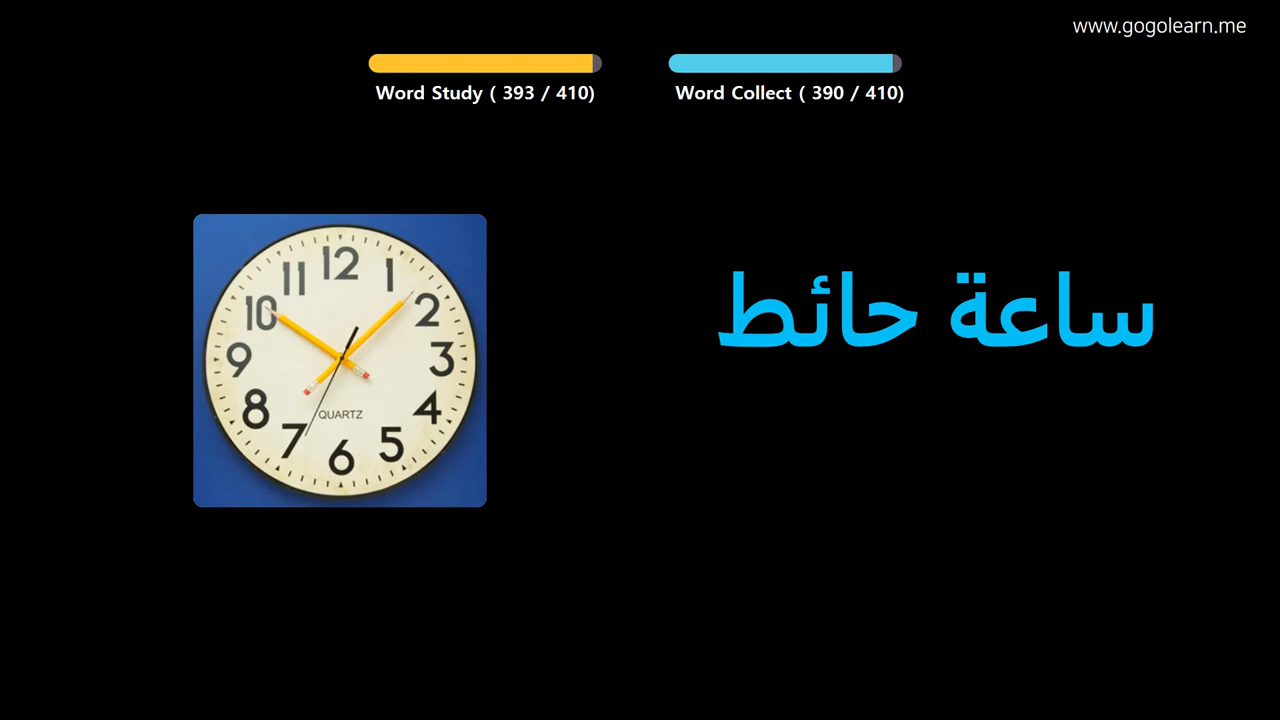 www.gogolearn.me
Word Study ( 393 / 410)
Word Collect ( 390 / 410)
ساعة حائط
12
1
2
3
4
5
6
7
8
9
10
11
QUARTZ